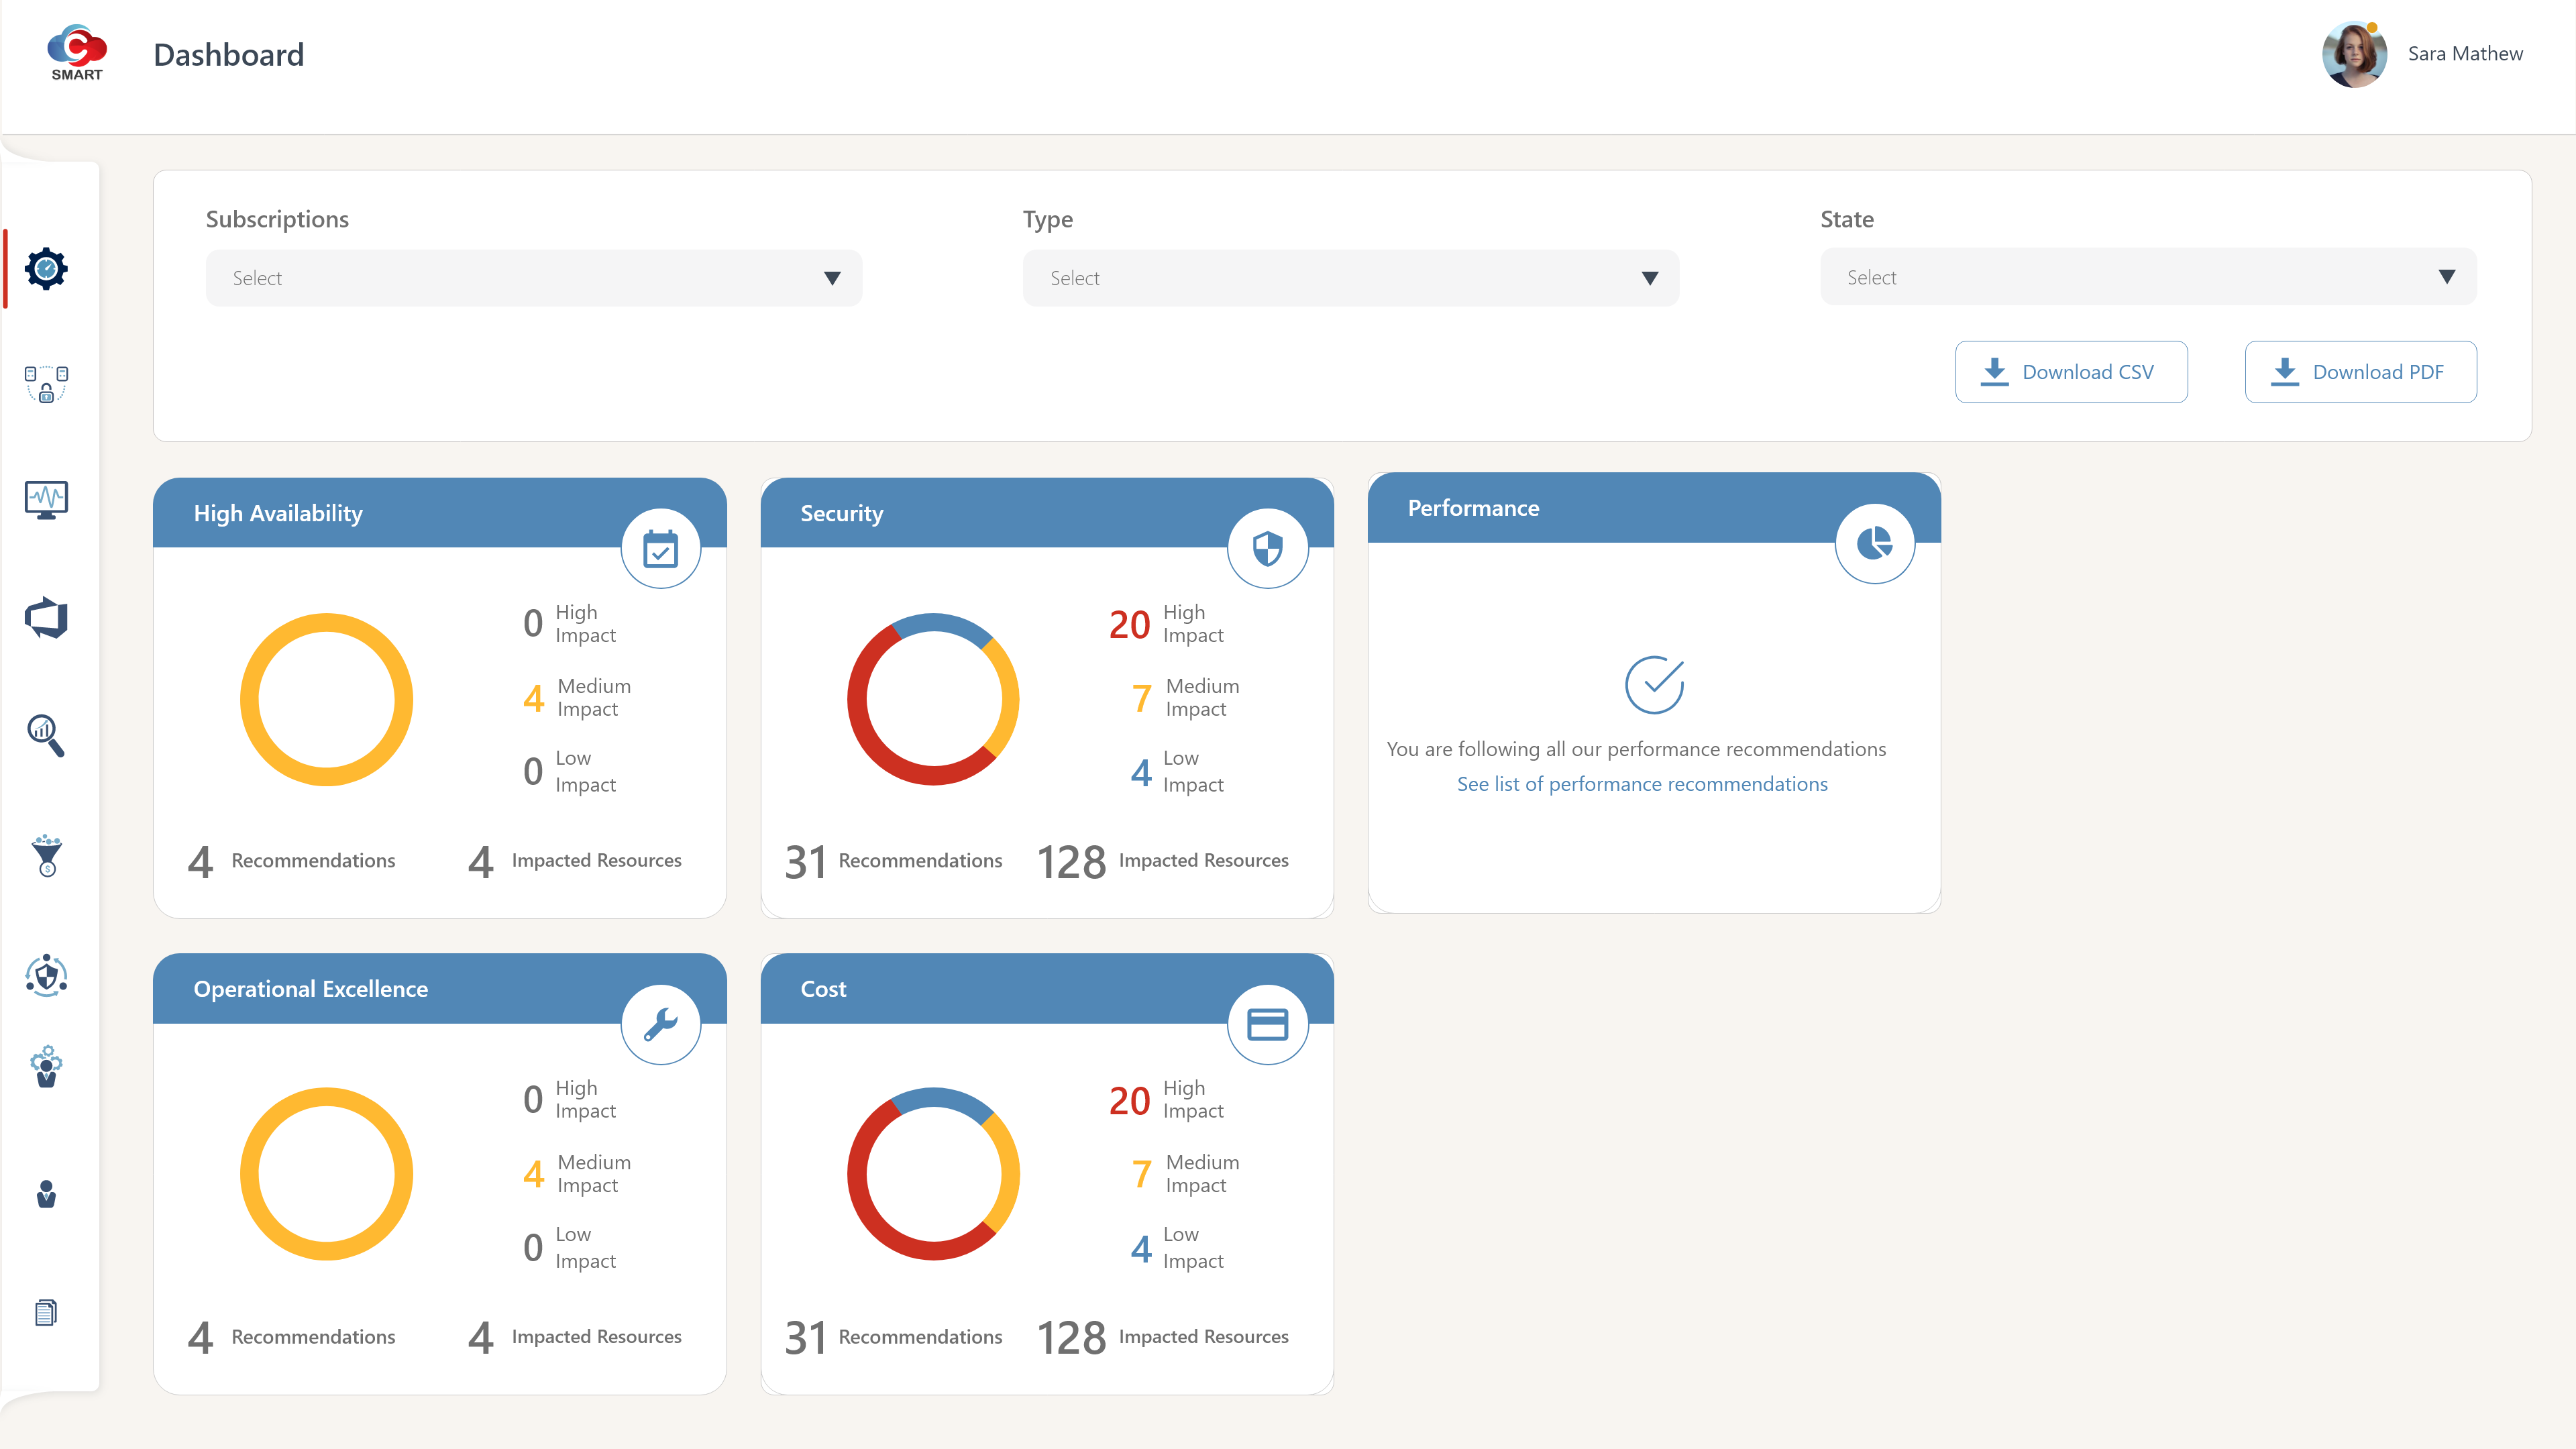 SMART
Dashboard
Sara Mathew
Subscriptions
Type
State
Select
Select
Select
Download CSV
Download PDF
High Availability
0 High
Impact
4 Medium
Impact
0 Low
Impact
4 Recommendations
4 Impacted Resources
Security
20 High
Impact
7 Medium
Impact
4 Low
Impact
31 Recommendations
128 Impacted Resources
Performance
You are following all our performance recommendations
See list of performance recommendations
Operational Excellence
0 High
Impact
4 Medium
Impact
0 Low
Impact
4 Recommendations
4 Impacted Resources
Cost
20 High
Impact
7 Medium
Impact
4 Low
Impact
31 Recommendations
128 Impacted Resources